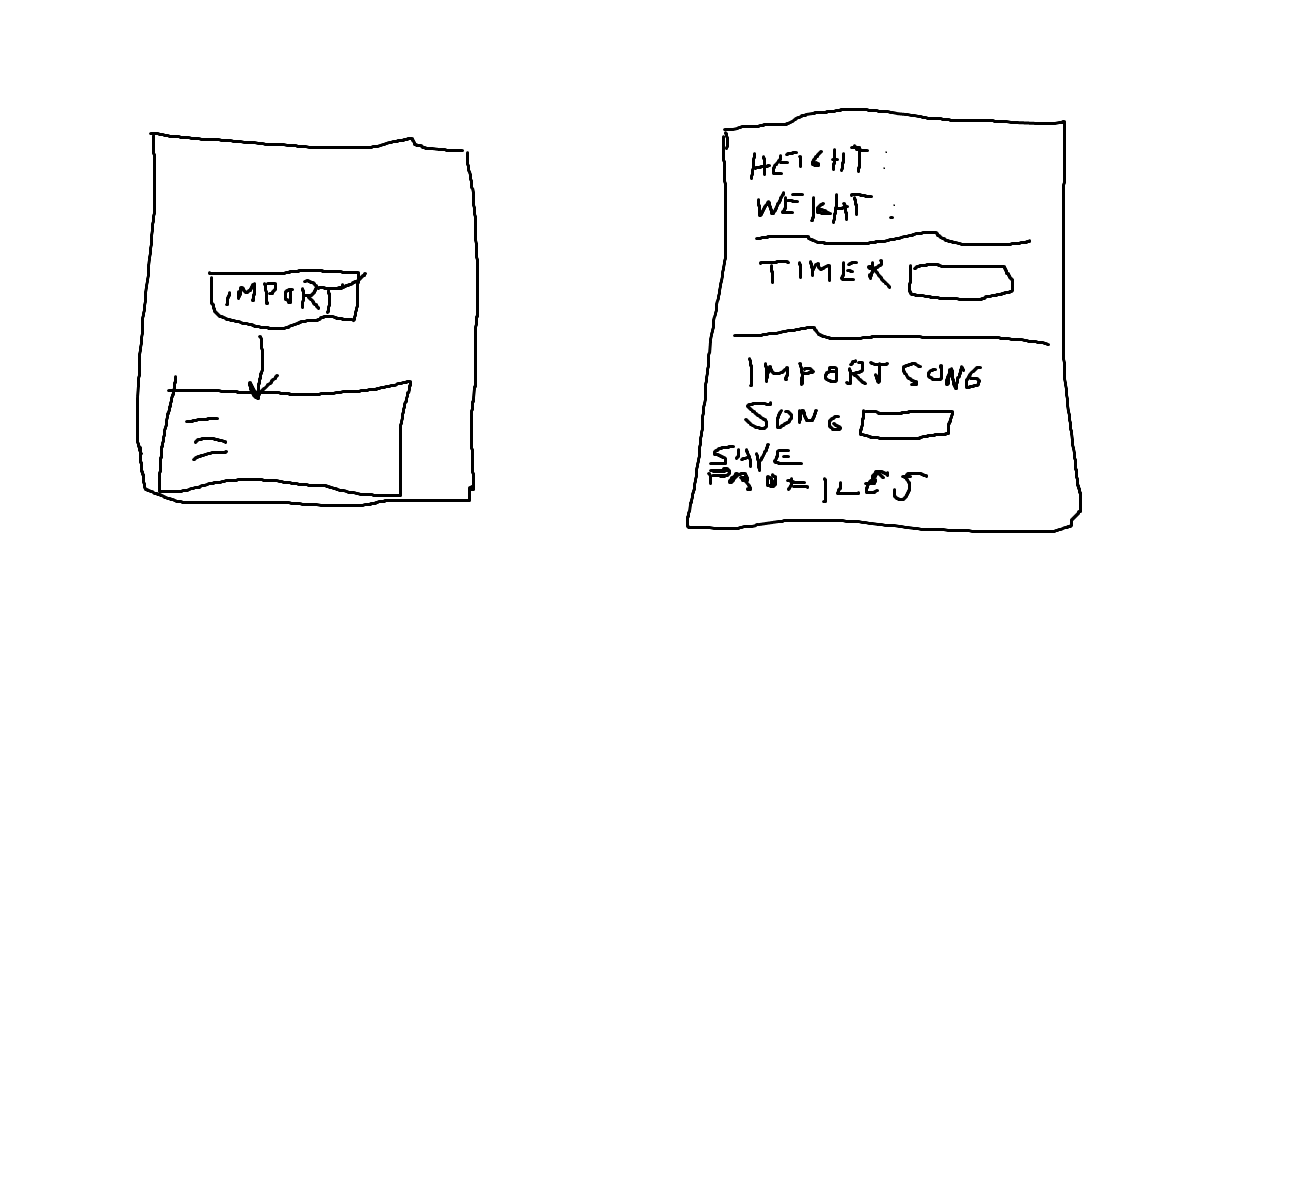 IMPORT
HEIGHT :
WEIGHT :
TIMER
IMPORT SONG
SONG
SAVE
PROFILES